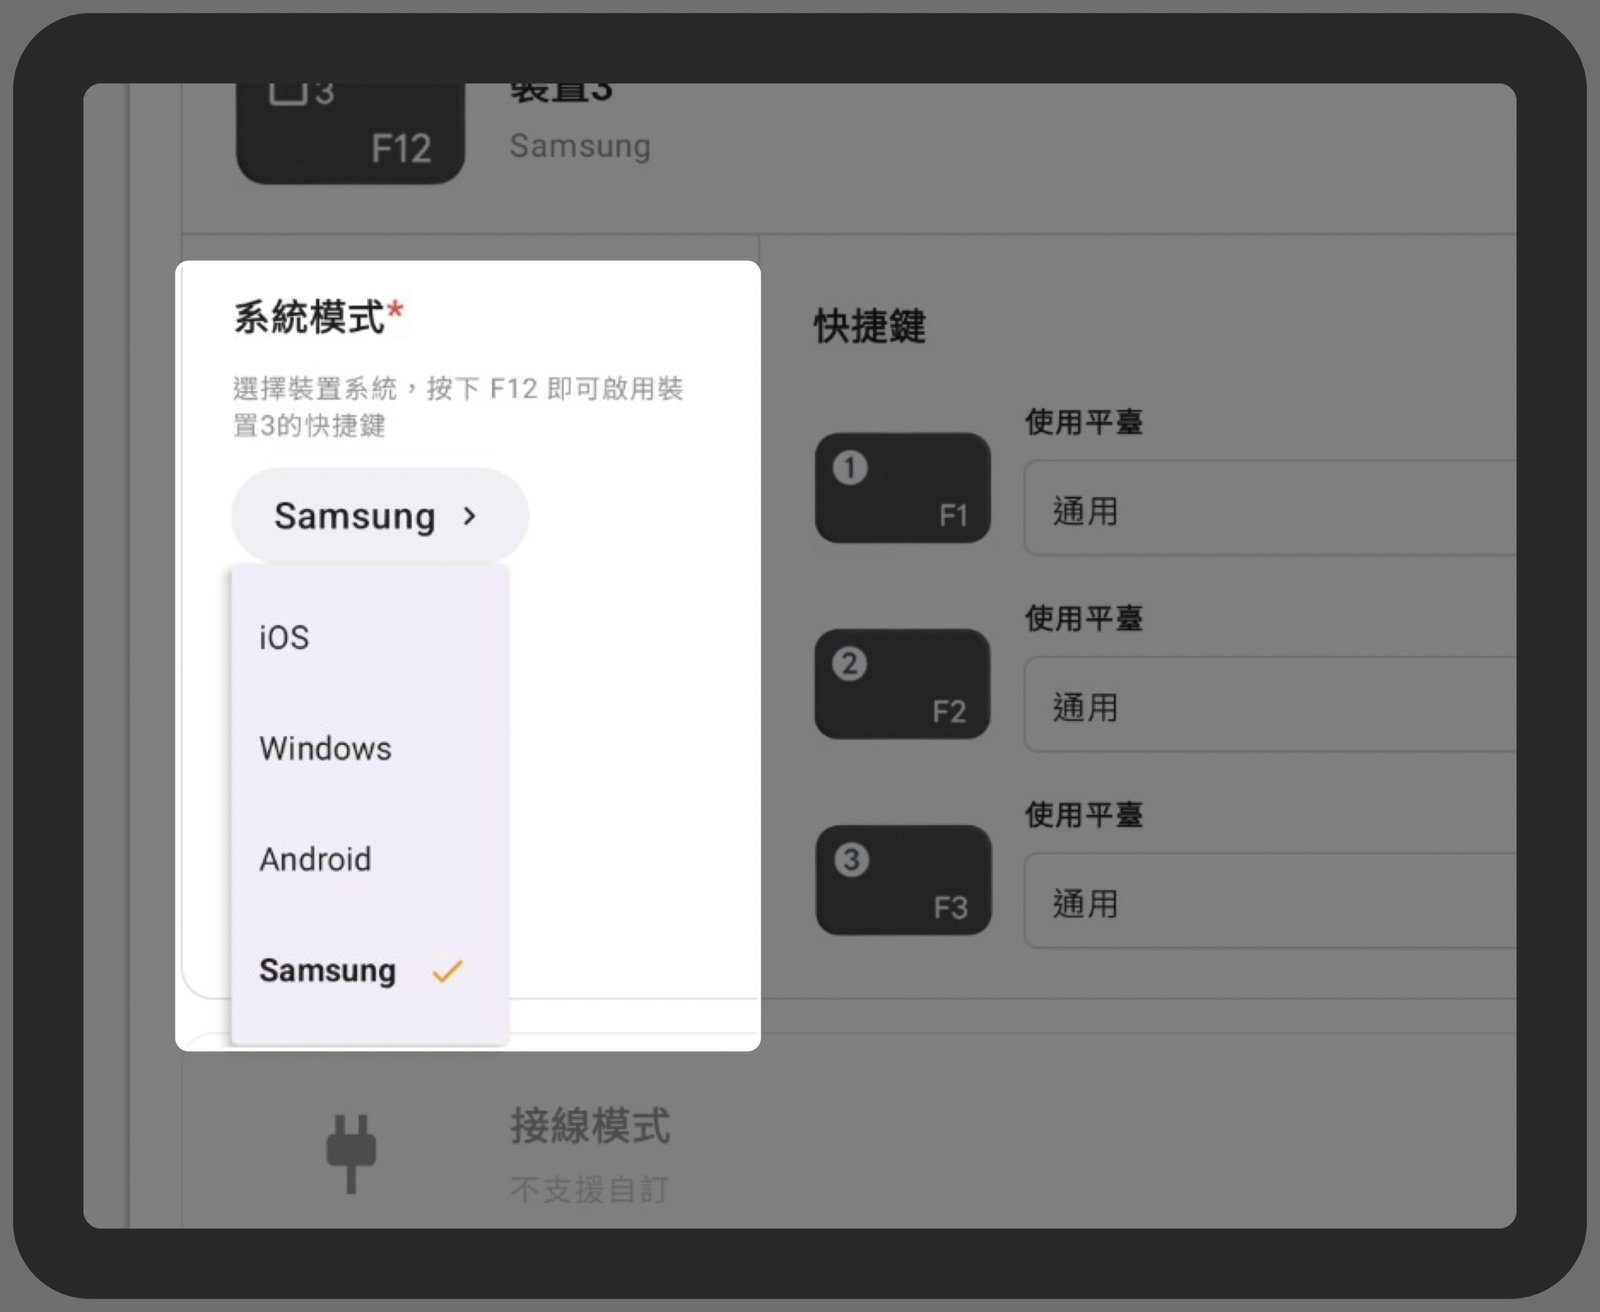 3
裝置3
F12
Samsung
系統模式*
選擇裝置系統，按下 F12 即可啟用裝
置3的快捷鍵
Samsung >
iOS
Windows
Android
Samsung
快捷鍵
使用平臺
1
F1
通用
使用平臺
2
F2
通用
使用平臺
3
F3
通用
接線模式
不支援自訂